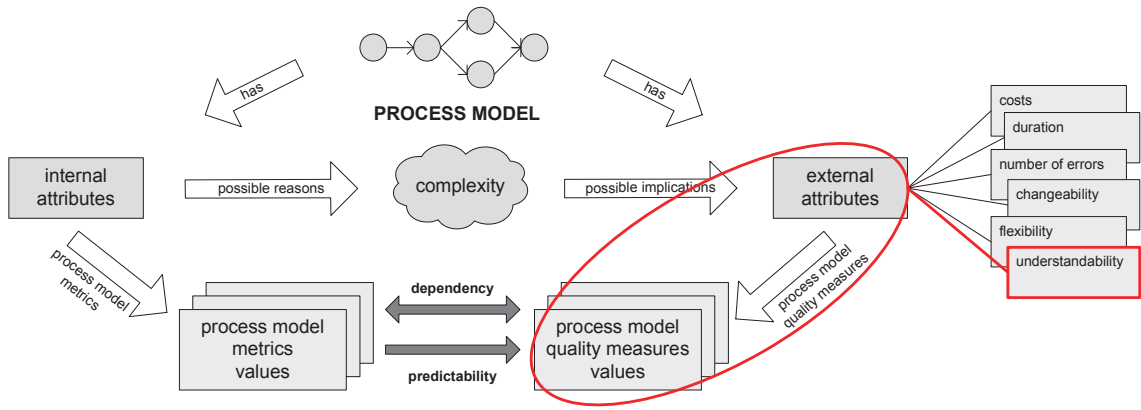 has
has
PROCESS MODEL
costs
duration
number of errors
changeability
flexibility
understandability
internal
attributes
possible reasons
complexity
possible implications
external
attributes
process model
metrics
process model
quality measures
process model
metrics
values
dependency
predictability
process model
quality measures
values